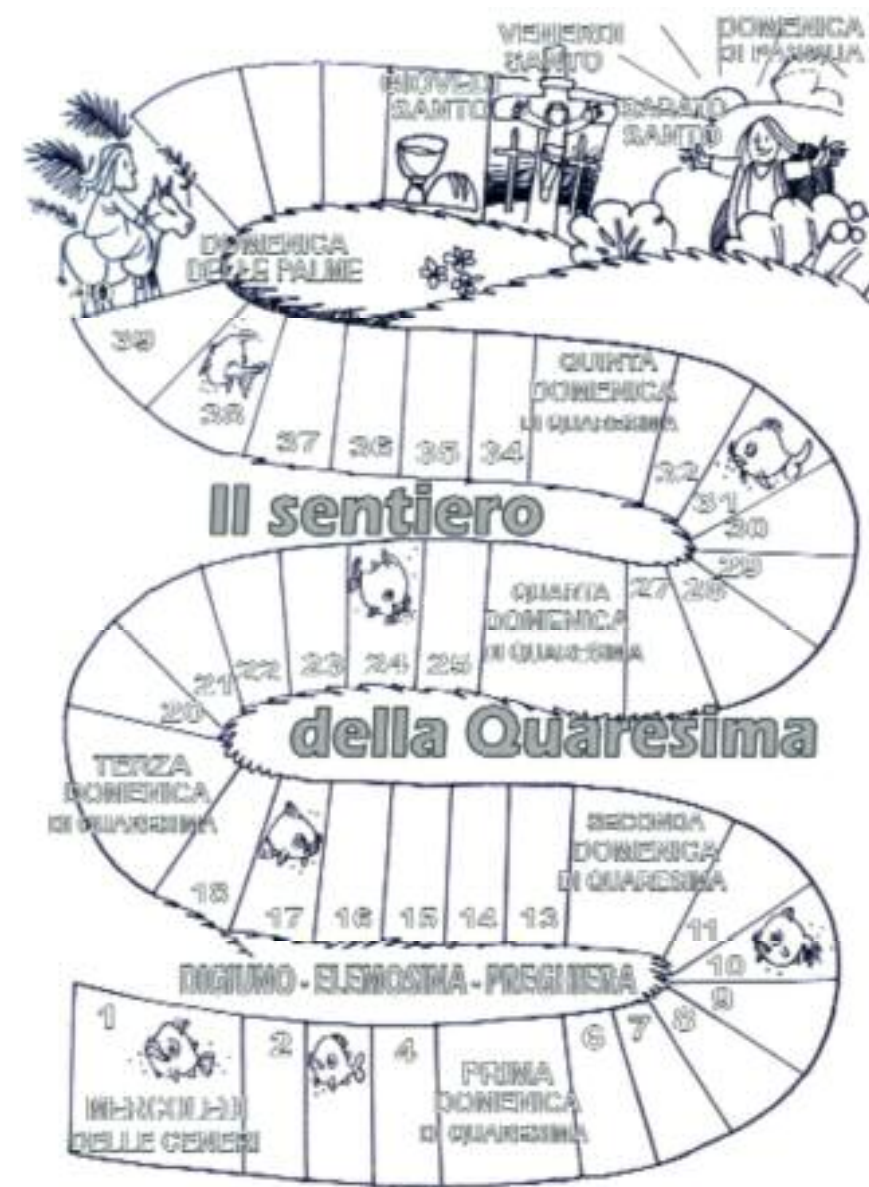 VENERDI
SANTO
DOMENICA
DI PASQUA
GIOVEDI
SANTO
SABATO
SANTO
DOMENICA
DELLE PALME
39
38
37
36
35
34
QUINTA
DOMENICA
DI QUARESIMA
32
31
30
29
28
27
Il sentiero
QUARTA
DOMENICA
DI QUARESIMA
25
24
23
22
21
20
della Quaresima
TERZA
DOMENICA
DI QUARESIMA
18
17
16
15
14
13
SECONDA
DOMENICA
DI QUARESIMA
11
10
9
8
7
6
DIGIUNO - ELEMOSINA - PREGHIERA
1
2
4
MERCOLEDI
DELLE CENERI
PRIMA
DOMENICA
DI QUARESIMA